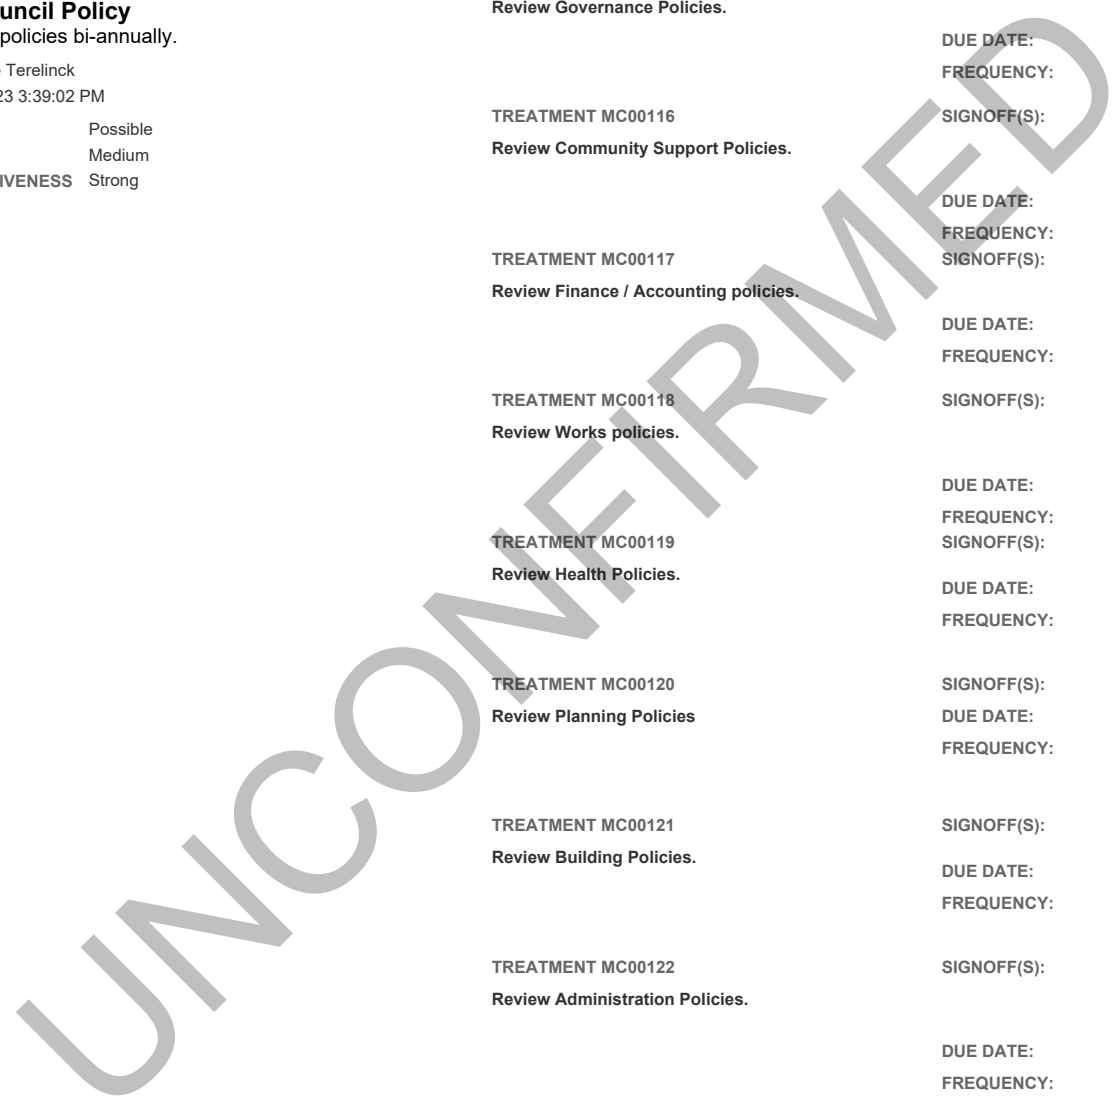 uncil Policy
policies bi-annually.
Terelinck
23 3:39:02 PM
Possible
Medium
IVENESS Strong
Review Governance Policies.
DUE DATE:
FREQUENCY:
TREATMENT MC00116 SIGNOFF(S):
Review Community Support Policies.
DUE DATE:
FREQUENCY:
TREATMENT MC00117 SIGNOFF(S):
Review Finance / Accounting policies.
DUE DATE:
FREQUENCY:
TREATMENT MC00118 SIGNOFF(S):
Review Works policies.
DUE DATE:
FREQUENCY:
TREATMENT MC00119 SIGNOFF(S):
Review Health Policies.
DUE DATE:
FREQUENCY:
TREATMENT MC00120 SIGNOFF(S):
Review Planning Policies DUE DATE:
FREQUENCY:
TREATMENT MC00121 SIGNOFF(S):
Review Building Policies.
DUE DATE:
FREQUENCY:
TREATMENT MC00122 SIGNOFF(S):
Review Administration Policies.
DUE DATE:
FREQUENCY:
UNCONFIRMED